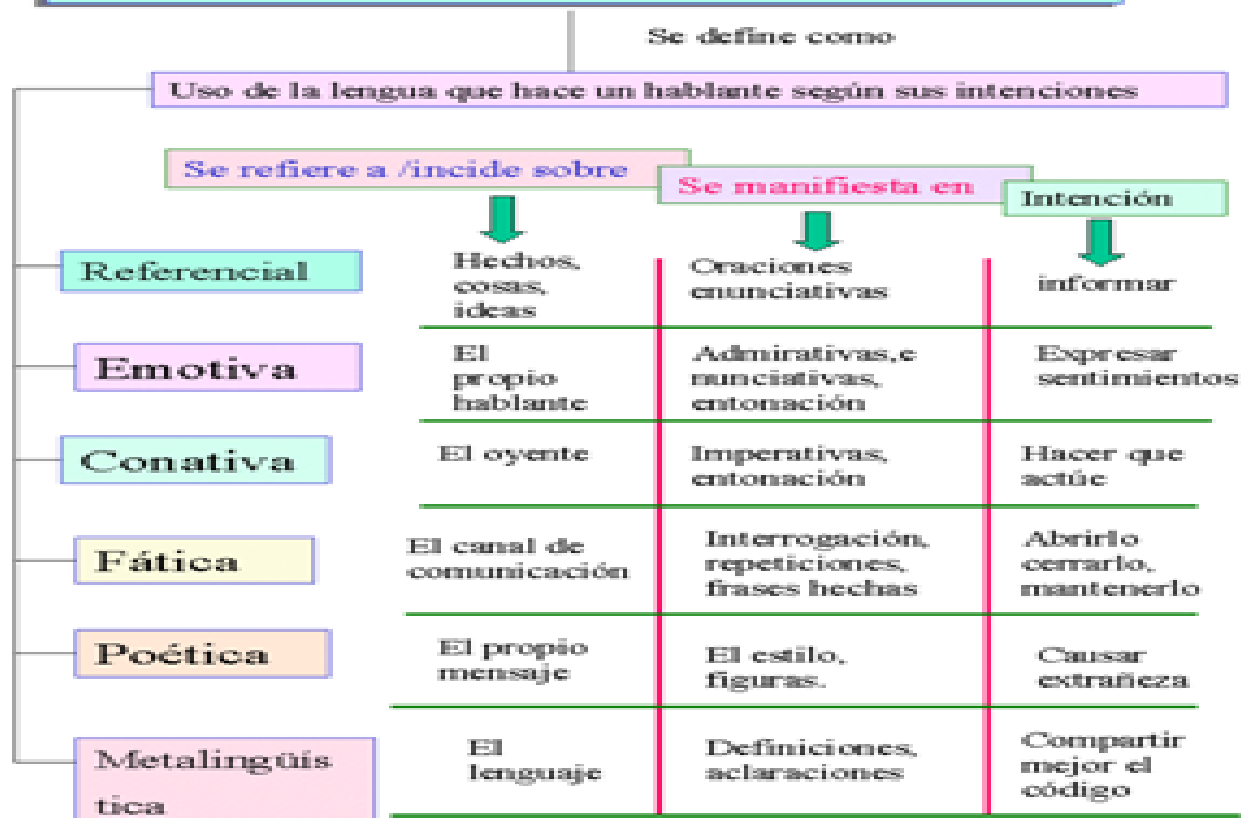 Se define como
Uso de la lengua que hace un hablante según sus intenciones
Se refiere a /incide sobre
Se manifiesta en
Intención
Referencial
Hechos,
cosas,
ideas
Oraciones
enunciativas
informar
Emotiva
El
propio
hablante
Admirativas,e
nunciativas,
entonación
Expresar
sentimientos
Conativa
El oyente
Imperativas,
entonación
Hacer que
actúe
Fática
El canal de
comunicación
Interrogación,
repeticiones,
frases hechas
Abrirlo
cerrarlo,
mantenerlo
Poética
El propio
mensaje
El estilo,
figuras.
Causar
extrañeza
Metalingüís
tica
El
lenguaje
Definiciones,
aclaraciones
Compartir
mejor el
código